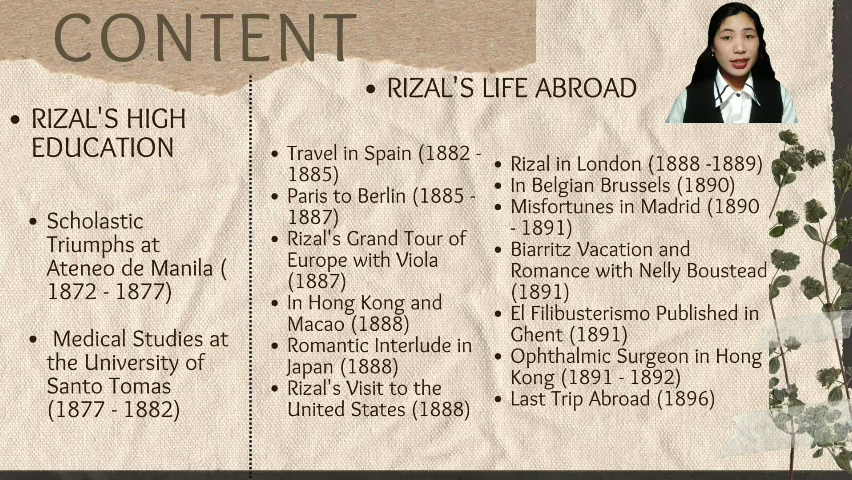 CONTENT
• RIZAL'S HIGH
EDUCATION
• Scholastic
Triumphs at
Ateneo de Manila (
1872 - 1877)
• Medical Studies at
the University of
Santo Tomas
(1877 - 1882)
• RIZAL'S LIFE ABROAD
• Travel in Spain (1882 -
1885)
• Paris to Berlin (1885 -
1887)
• Rizal's Grand Tour of
Europe with Viola
(1887)
• In Hong Kong and
Macao (1888)
• Romantic Interlude in
Japan (1888)
• Rizal's Visit to the
United States (1888)
• Rizal in London (1888 -1889)
• In Belgian Brussels (1890)
• Misfortunes in Madrid (1890
- 1891)
• Biarritz Vacation and
Romance with Nelly Boustead
(1891)
• El Filibusterismo Published in
Ghent (1891)
• Ophthalmic Surgeon in Hong
Kong (1891 - 1892)
• Last Trip Abroad (1896)